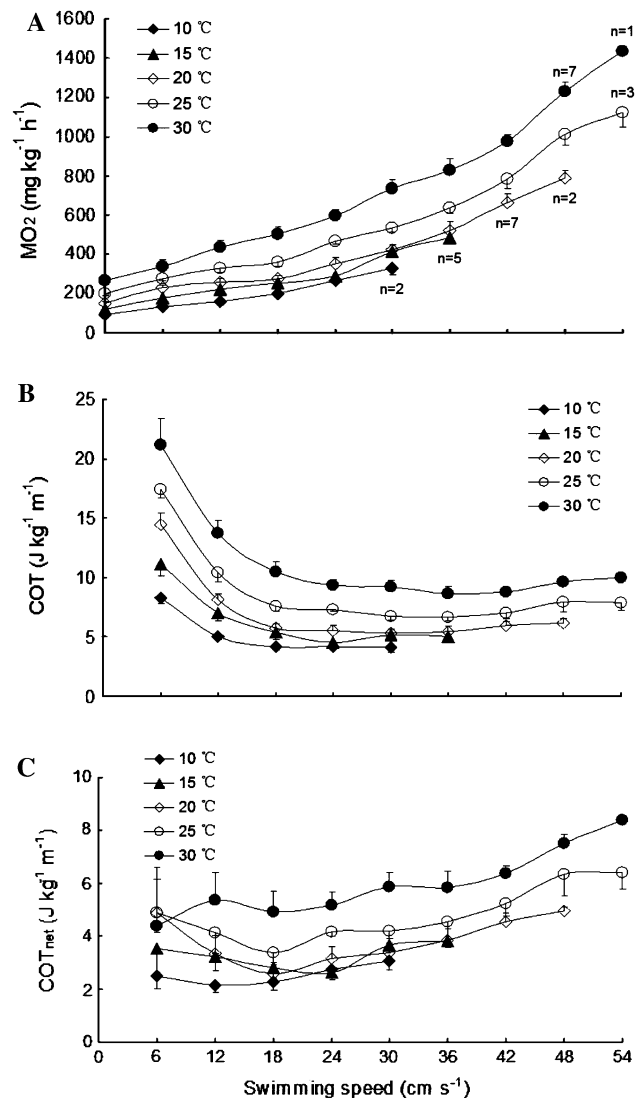 A
1600
1400
1200
1000
800
600
400
200
0
MO2 (mg kg⁻¹ h⁻¹)
10 ℃
15 ℃
20 ℃
25 ℃
30 ℃
n=1
n=7
n=3
n=2
n=7
n=5
n=2
B
25
20
15
10
5
0
COT (J kg⁻¹ m⁻¹)
10 ℃
15 ℃
20 ℃
25 ℃
30 ℃
C
10 ℃
15 ℃
20 ℃
25 ℃
30 ℃
10
8
6
4
2
0
COTnet (J kg⁻¹ m⁻¹)
0 6 12 18 24 30 36 42 48 54
Swimming speed (cm s⁻¹)